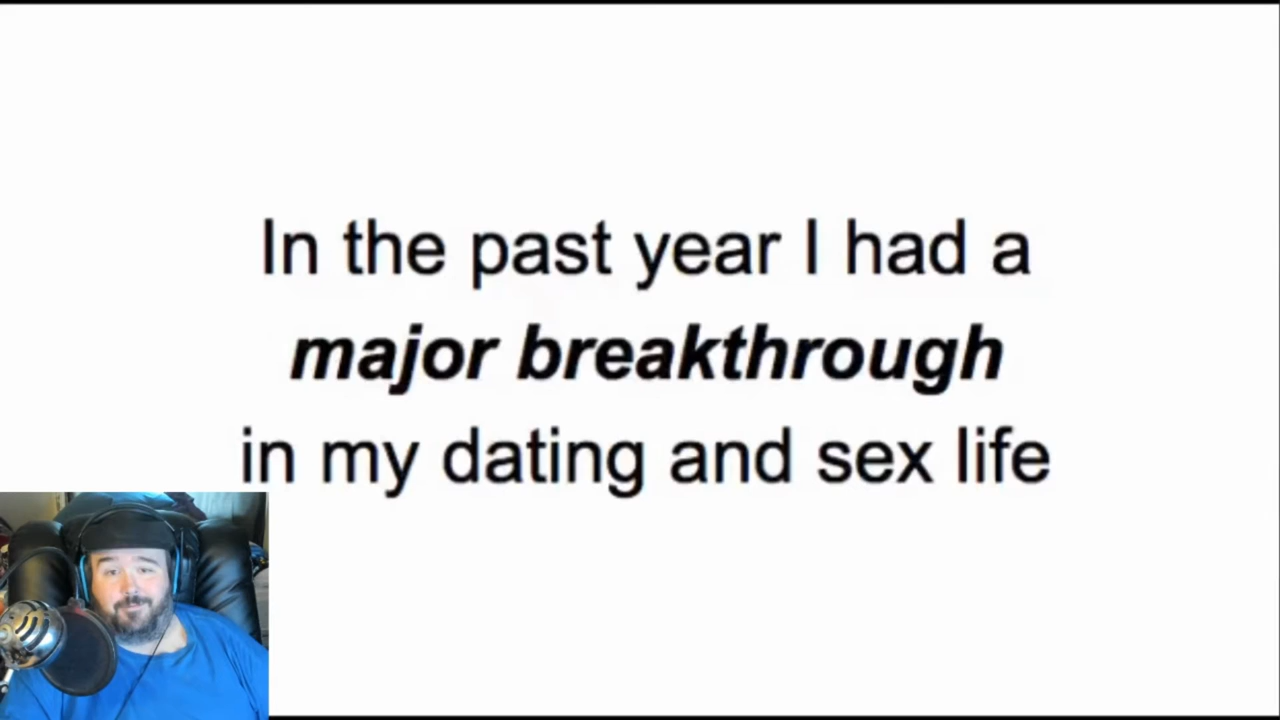 In the past year I had a
major breakthrough
in my dating and sex life